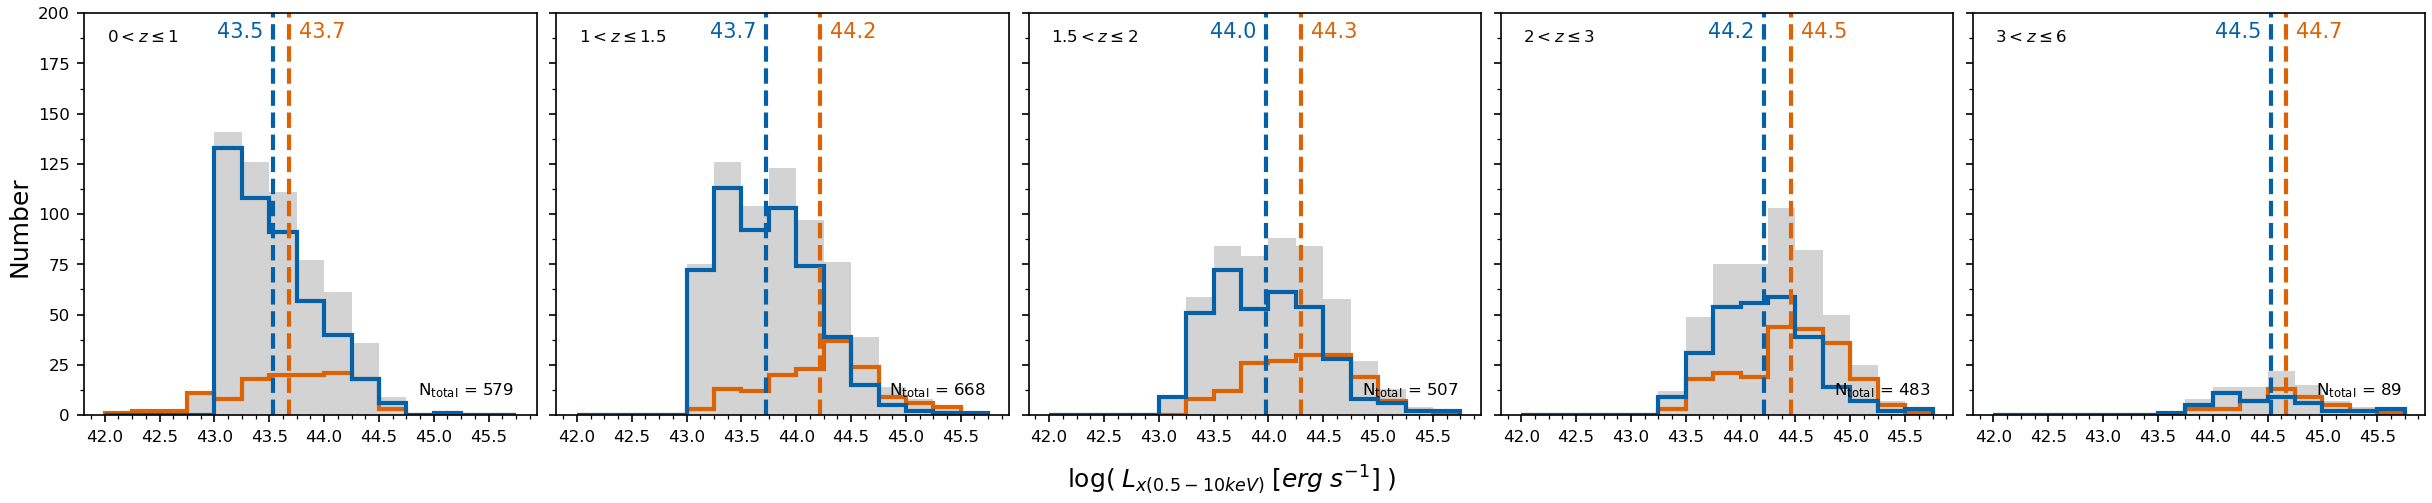 0 < z ≤ 1
43.5
43.7
1 < z ≤ 1.5
43.7
44.2
1.5 < z ≤ 2
44.0
44.3
2 < z ≤ 3
44.2
44.5
3 < z ≤ 6
44.5
44.7
200
175
150
125
100
75
50
25
0
Number
N_total = 579
N_total = 668
N_total = 507
N_total = 483
N_total = 89
42.0 42.5 43.0 43.5 44.0 44.5 45.0 45.5
42.0 42.5 43.0 43.5 44.0 44.5 45.0 45.5
42.0 42.5 43.0 43.5 44.0 44.5 45.0 45.5
42.0 42.5 43.0 43.5 44.0 44.5 45.0 45.5
42.0 42.5 43.0 43.5 44.0 44.5 45.0 45.5
log( L_x(0.5−10keV) [erg s⁻¹] )